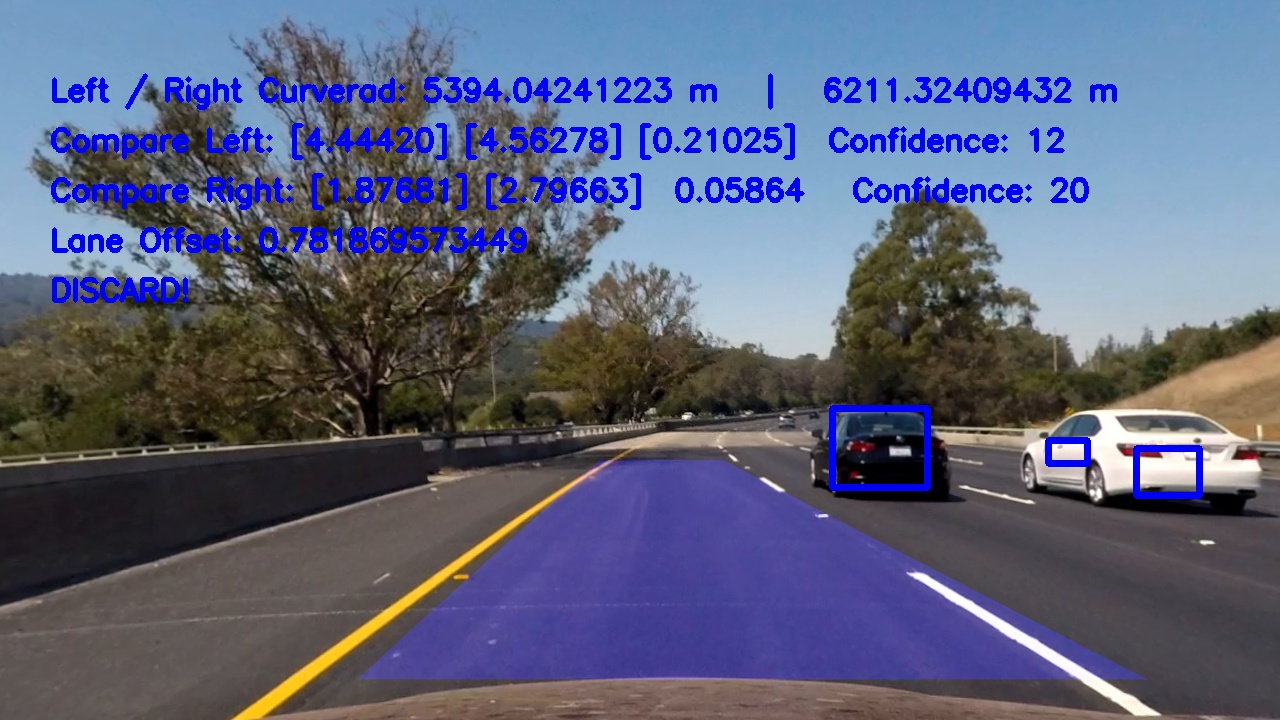 Left / Right Curverad: 5394.04241223 m | 6211.32409432 m
Compare Left: [4.44420] [4.56278] [0.21025] Confidence: 12
Compare Right: [1.87681] [2.79663] 0.05864 Confidence: 20
Lane Offset: 0.781869573449
DISCARD!